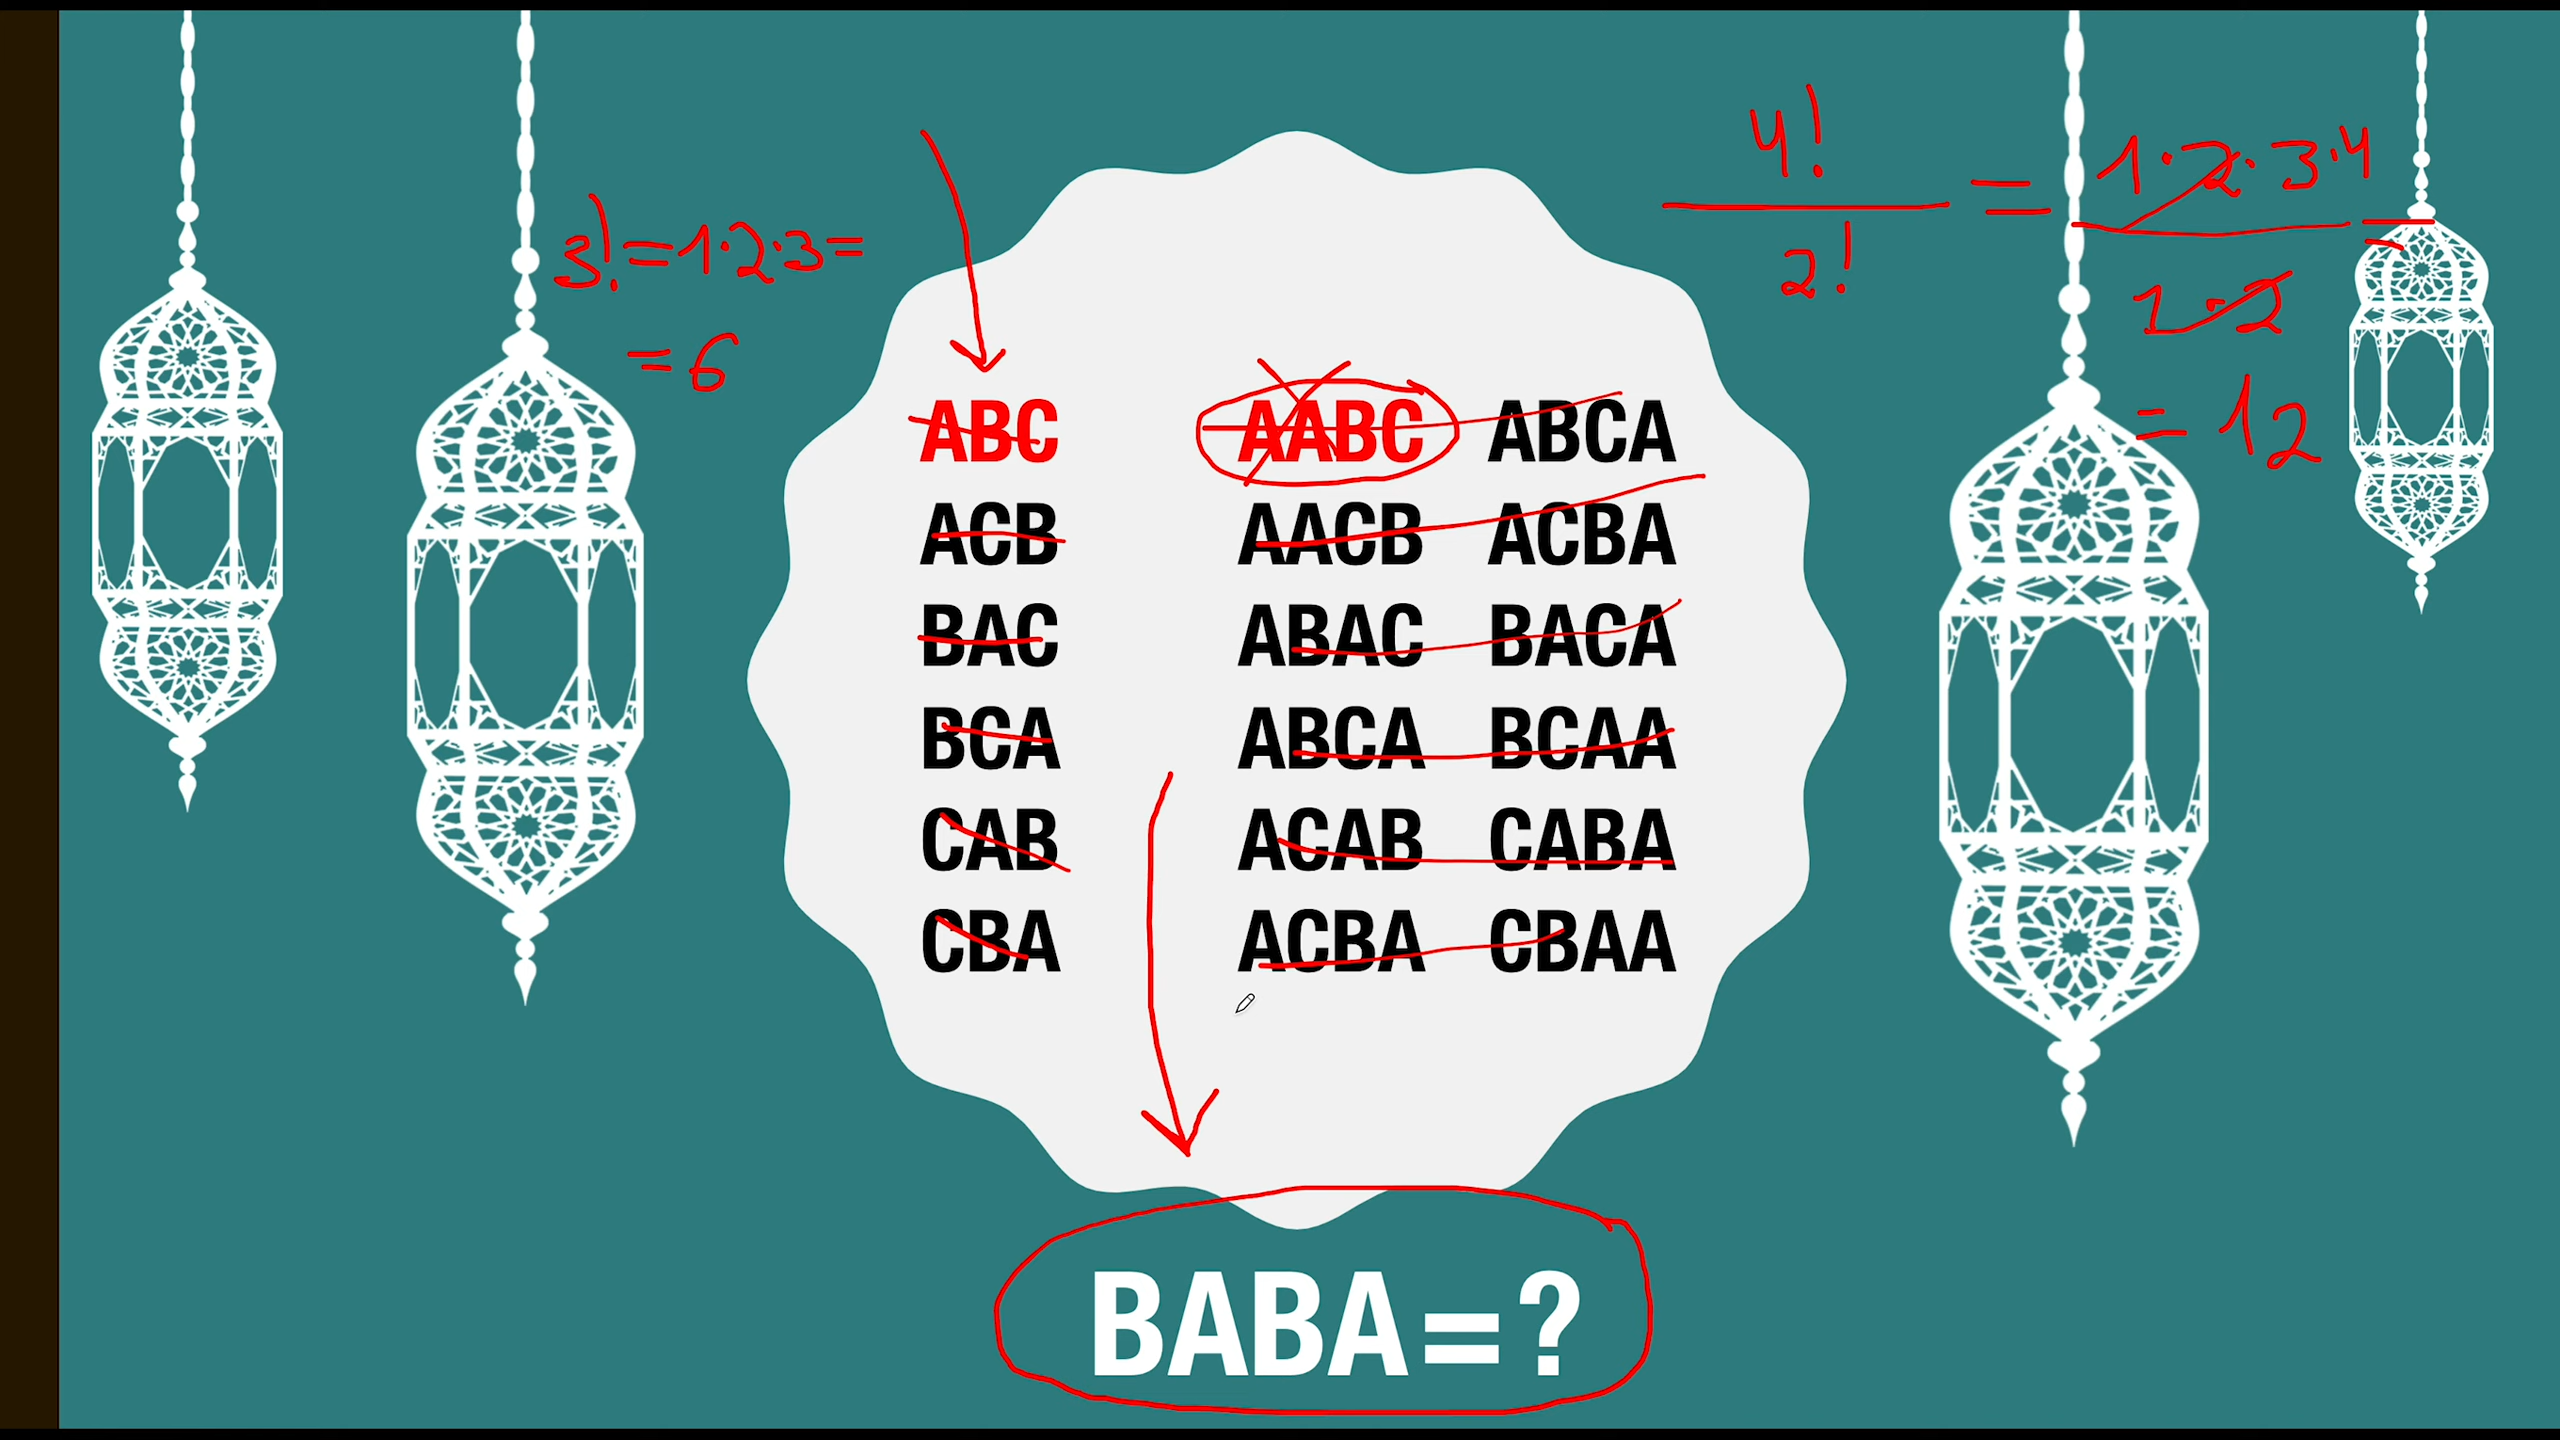 3! = 1·2·3 =
= 6
4!
2!
= 1·2·3·4
1·2
=
= 12
ABC
ACB
BAC
BCA
CAB
CBA
AABC ABCA
AACB ACBA
ABAC BACA
ABCA BCAA
ACAB CABA
ACBA CBAA
BABA=?